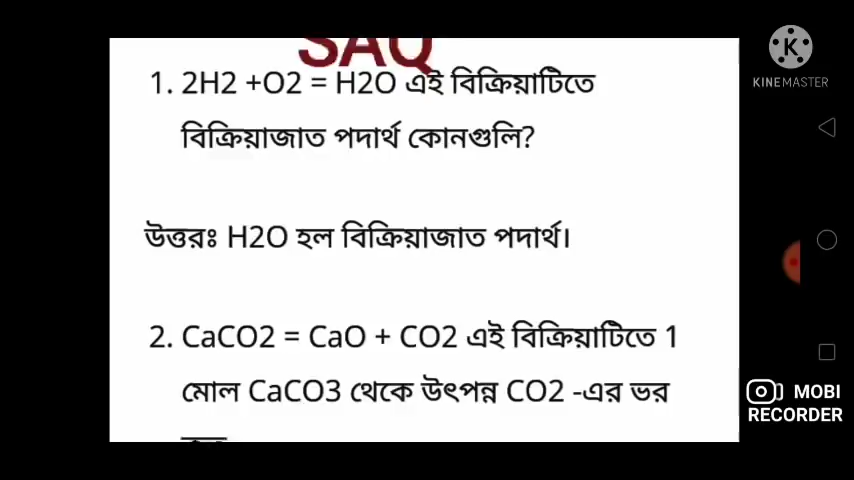 SAQ
1. 2H2 +O2 = H2O এই বিক্রিয়াটিতে
বিক্রিয়াজাত পদার্থ কোনগুলি?
উত্তরঃ H2O হল বিক্রিয়াজাত পদার্থ।
2. CaCO2 = CaO + CO2 এই বিক্রিয়াটিতে 1
মোল CaCO3 থেকে উৎপন্ন CO2 -এর ভর
K
KINEMASTER
MOBI
RECORDER